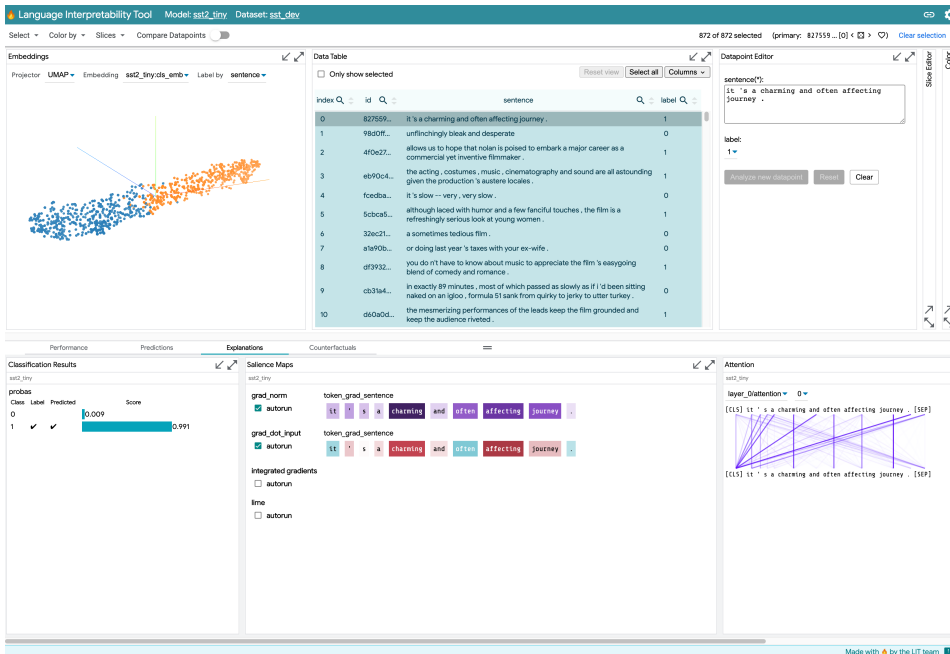 Language Interpretability Tool Model: sst2_tiny Dataset: sst_dev
Select Color by Slices Compare Datapoints 872 of 872 selected (primary: 827559 ... [0] < > Clear selection
Embeddings
Projector UMAP Embedding sst2_tiny:cls_emb Label by sentence
Data Table
Only show selected Reset view Select all Columns
index id sentence label
0 827559... it 's a charming and often affecting journey . 1
1 98d0ff... unflinchingly bleak and desperate 0
2 4f0e27... allows us to hope that nolan is poised to embark a major career as a
commercial yet inventive filmmaker . 1
3 eb90c4... the acting , costumes , music , cinematography and sound are all astounding
given the production 's austere locales . 1
4 fcedba... it 's slow -- very , very slow . 0
5 5cbca5... although laced with humor and a few fanciful touches , the film is a
refreshingly serious look at young women . 1
6 32ec21... a sometimes tedious film . 0
7 a1a90b... or doing last year 's taxes with your ex-wife . 0
8 df3932... you do n't have to know about music to appreciate the film 's easygoing
blend of comedy and romance . 1
9 cb31a4... in exactly 89 minutes , most of which passed as slowly as if i 'd been sitting
naked on an igloo , formula 51 sank from quirky to jerky to utter turkey . 0
10 d60a0d... the mesmerizing performances of the leads keep the film grounded and
keep the audience riveted . 1
Datapoint Editor
sentence(*):
it 's a charming and often affecting
journey .
label:
1
Analyze new datapoint Reset Clear
Slice Editor
Performance Predictions Explanations Counterfactuals
Classification Results
sst2_tiny
probas
Class Label Predicted Score
0 0.009
1 ✔ ✔ 0.991
Salience Maps
sst2_tiny
grad_norm token_grad_sentence
autorun it ' s a charming and often affecting journey .
grad_dot_input token_grad_sentence
autorun it ' s a charming and often affecting journey .
integrated gradients
autorun
lime
autorun
Attention
sst2_tiny
layer_0/attention 0
[CLS] it ' s a charming and often affecting journey . [SEP]
[CLS] it ' s a charming and often affecting journey . [SEP]
Made with by the LIT team